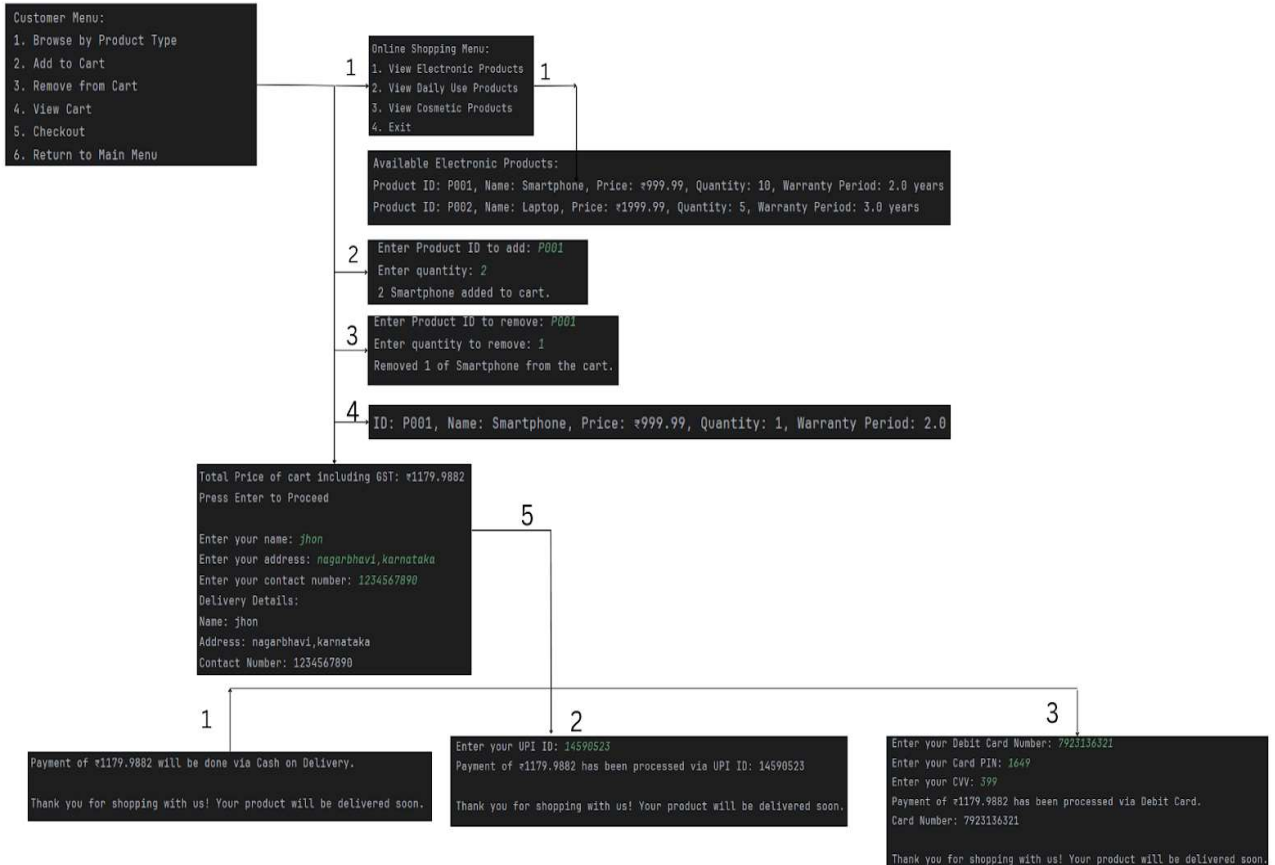 Customer Menu:
1. Browse by Product Type
2. Add to Cart
3. Remove from Cart
4. View Cart
5. Checkout
6. Return to Main Menu
1
Online Shopping Menu:
1. View Electronic Products
2. View Daily Use Products
3. View Cosmetic Products
4. Exit
1
Available Electronic Products:
Product ID: P001, Name: Smartphone, Price: ₹999.99, Quantity: 10, Warranty Period: 2.0 years
Product ID: P002, Name: Laptop, Price: ₹1999.99, Quantity: 5, Warranty Period: 3.0 years
2
Enter Product ID to add: P001
Enter quantity: 2
2 Smartphone added to cart.
3
Enter Product ID to remove: P001
Enter quantity to remove: 1
Removed 1 of Smartphone from the cart.
4
ID: P001, Name: Smartphone, Price: ₹999.99, Quantity: 1, Warranty Period: 2.0
Total Price of cart including GST: ₹1179.9882
Press Enter to Proceed
Enter your name: jhon
Enter your address: nagarbhavi,karnataka
Enter your contact number: 1234567890
Delivery Details:
Name: jhon
Address: nagarbhavi,karnataka
Contact Number: 1234567890
5
1
Payment of ₹1179.9882 will be done via Cash on Delivery.
Thank you for shopping with us! Your product will be delivered soon.
2
Enter your UPI ID: 14590523
Payment of ₹1179.9882 has been processed via UPI ID: 14590523
Thank you for shopping with us! Your product will be delivered soon.
3
Enter your Debit Card Number: 7923136321
Enter your Card PIN: 1649
Enter your CVV: 399
Payment of ₹1179.9882 has been processed via Debit Card.
Card Number: 7923136321
Thank you for shopping with us! Your product will be delivered soon.